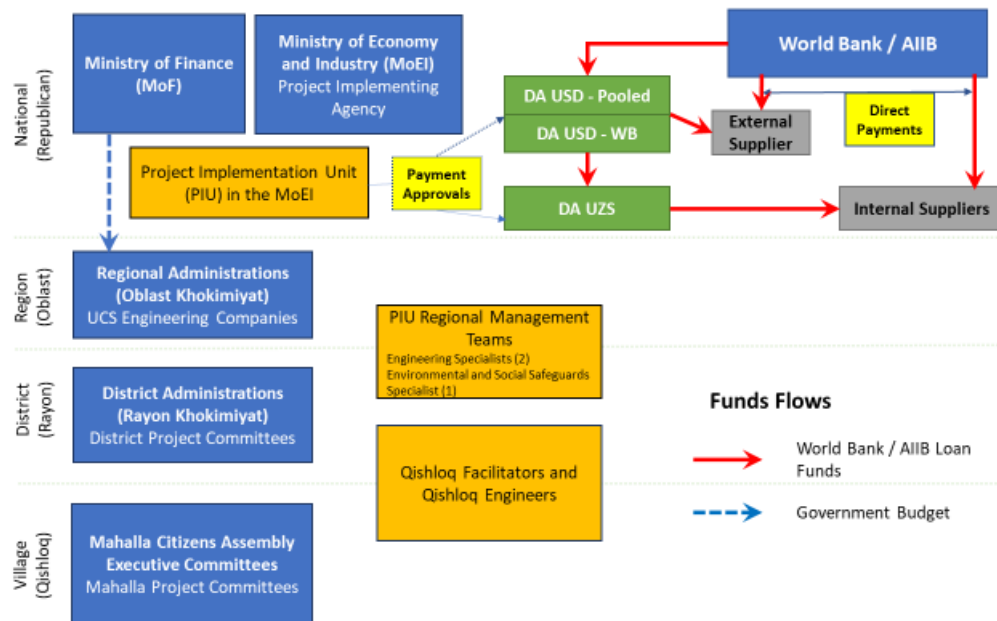 National
(Republican)
Ministry of Finance
(MoF)
Ministry of Economy
and Industry (MoEI)
Project Implementing
Agency
World Bank / AIIB
DA USD - Pooled
DA USD - WB
External
Supplier
Direct
Payments
Project Implementation Unit
(PIU) in the MoEI
Payment
Approvals
DA UZS
Internal Suppliers
Region
(Oblast)
Regional Administrations
(Oblast Khokimiyat)
UCS Engineering Companies
PIU Regional Management
Teams
Engineering Specialists (2)
Environmental and Social Safeguards
Specialist (1)
District
(Rayon)
District Administrations
(Rayon Khokimiyat)
District Project Committees
Qishloq Facilitators and
Qishloq Engineers
Funds Flows
World Bank / AIIB Loan
Funds
Government Budget
Village
(Qishloq)
Mahalla Citizens Assembly
Executive Committees
Mahalla Project Committees